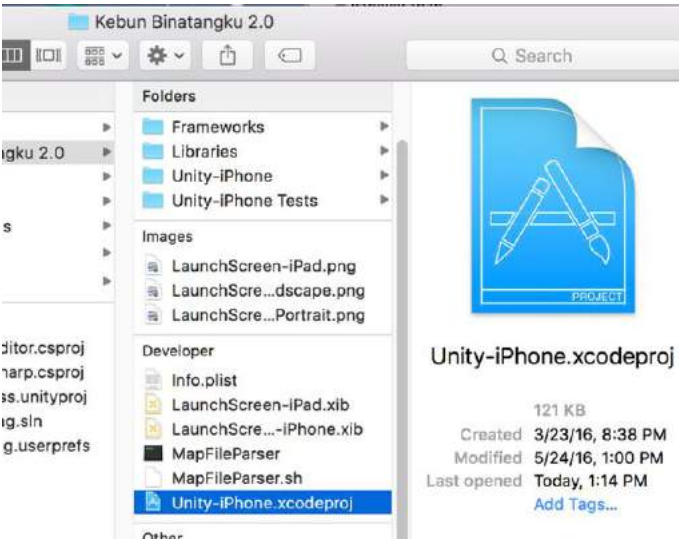 Kebun Binatangku 2.0
Search
gku 2.0
s
ditor.csproj
harp.csproj
ss.unityproj
ag.sln
g.userprefs
Folders
Frameworks
Libraries
Unity-iPhone
Unity-iPhone Tests
Images
LaunchScreen-iPad.png
LaunchScre...dscape.png
LaunchScre...Portrait.png
Developer
Info.plist
LaunchScreen-iPad.xib
LaunchScre...-iPhone.xib
MapFileParser
MapFileParser.sh
Unity-iPhone.xcodeproj
Other
PROJECT
Unity-iPhone.xcodeproj
121 KB
Created 3/23/16, 8:38 PM
Modified 5/24/16, 1:00 PM
Last opened Today, 1:14 PM
Add Tags...